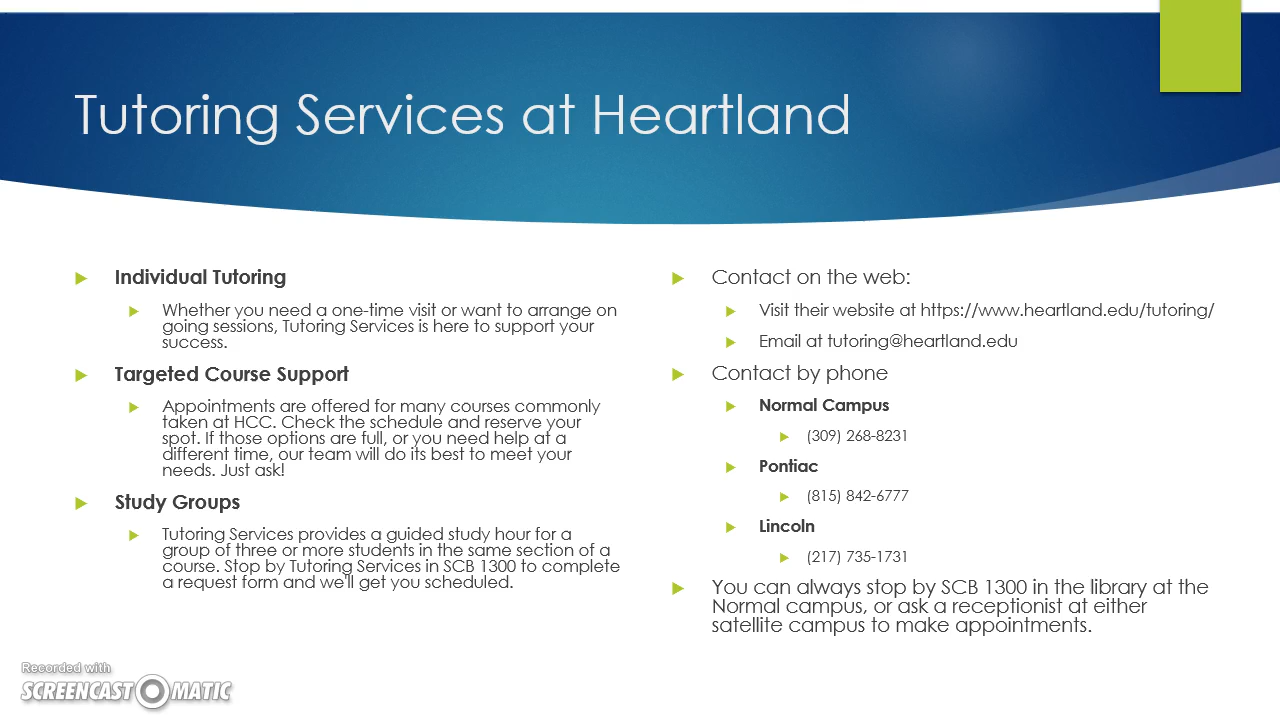 Tutoring Services at Heartland
Individual Tutoring
Whether you need a one-time visit or want to arrange on
going sessions, Tutoring Services is here to support your
success.
Targeted Course Support
Appointments are offered for many courses commonly
taken at HCC. Check the schedule and reserve your
spot. If those options are full, or you need help at a
different time, our team will do its best to meet your
needs. Just ask!
Study Groups
Tutoring Services provides a guided study hour for a
group of three or more students in the same section of a
course. Stop by Tutoring Services in SCB 1300 to complete
a request form and we'll get you scheduled.
Contact on the web:
Visit their website at https://www.heartland.edu/tutoring/
Email at tutoring@heartland.edu
Contact by phone
Normal Campus
(309) 268-8231
Pontiac
(815) 842-6777
Lincoln
(217) 735-1731
You can always stop by SCB 1300 in the library at the
Normal campus, or ask a receptionist at either
satellite campus to make appointments.
Recorded with
SCREENCAST-O-MATIC